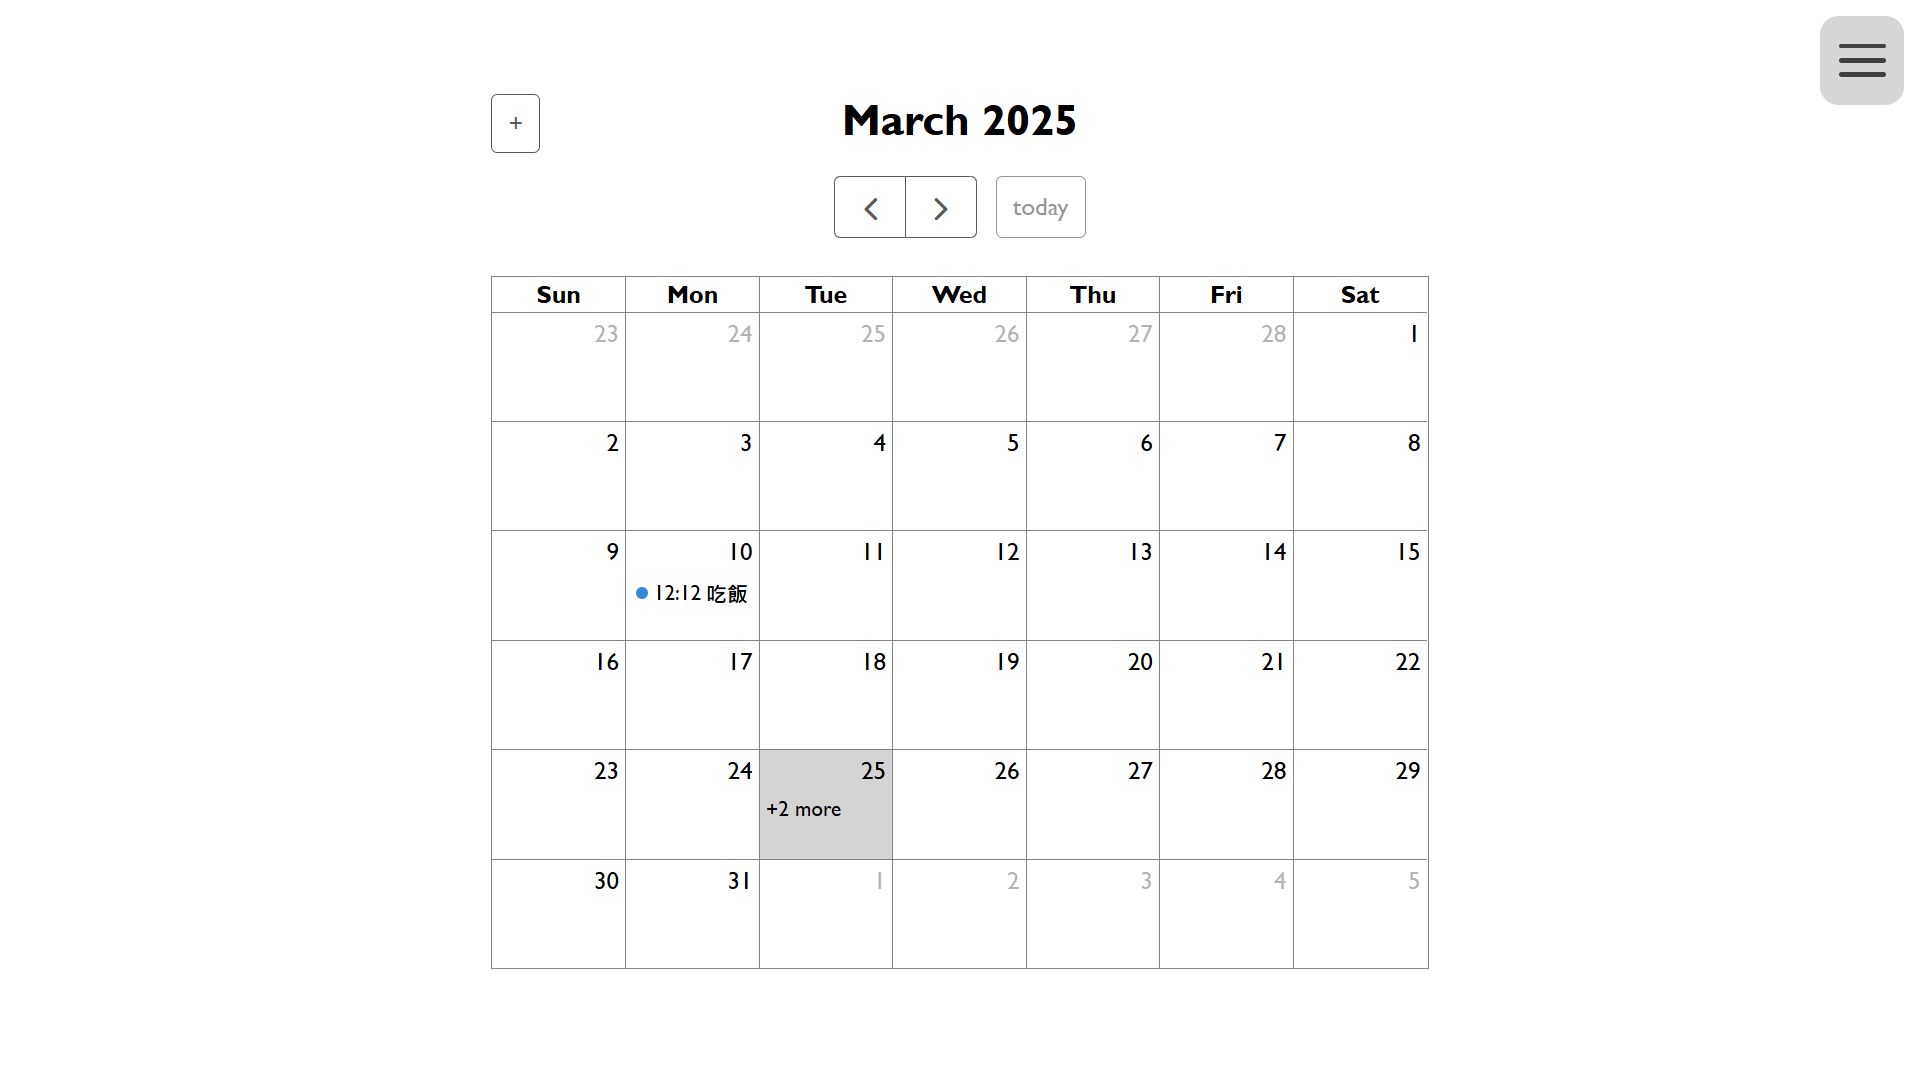 +
March 2025
today
Sun Mon Tue Wed Thu Fri Sat
23 24 25 26 27 28 1
2 3 4 5 6 7 8
9 10 11 12 13 14 15
12:12 吃飯
16 17 18 19 20 21 22
23 24 25 26 27 28 29
+2 more
30 31 1 2 3 4 5